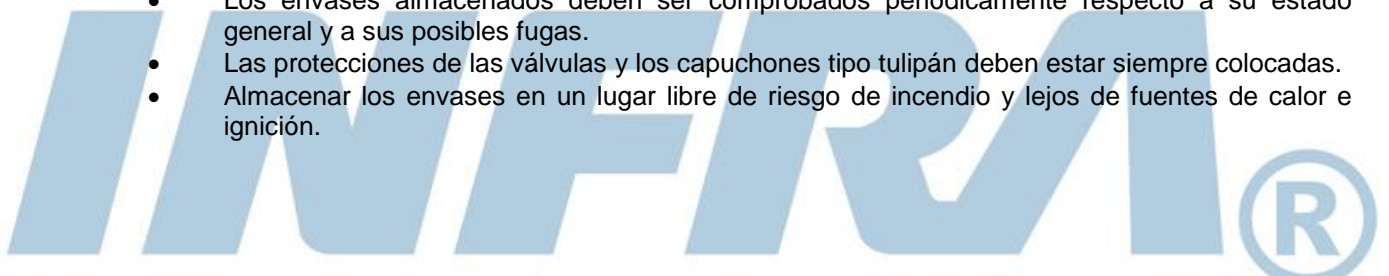 • Los envases almacenados deben ser comprobados periódicamente respecto a su estado
general y a sus posibles fugas.
• Las protecciones de las válvulas y los capuchones tipo tulipán deben estar siempre colocadas.
• Almacenar los envases en un lugar libre de riesgo de incendio y lejos de fuentes de calor e
ignición.
INFRA®